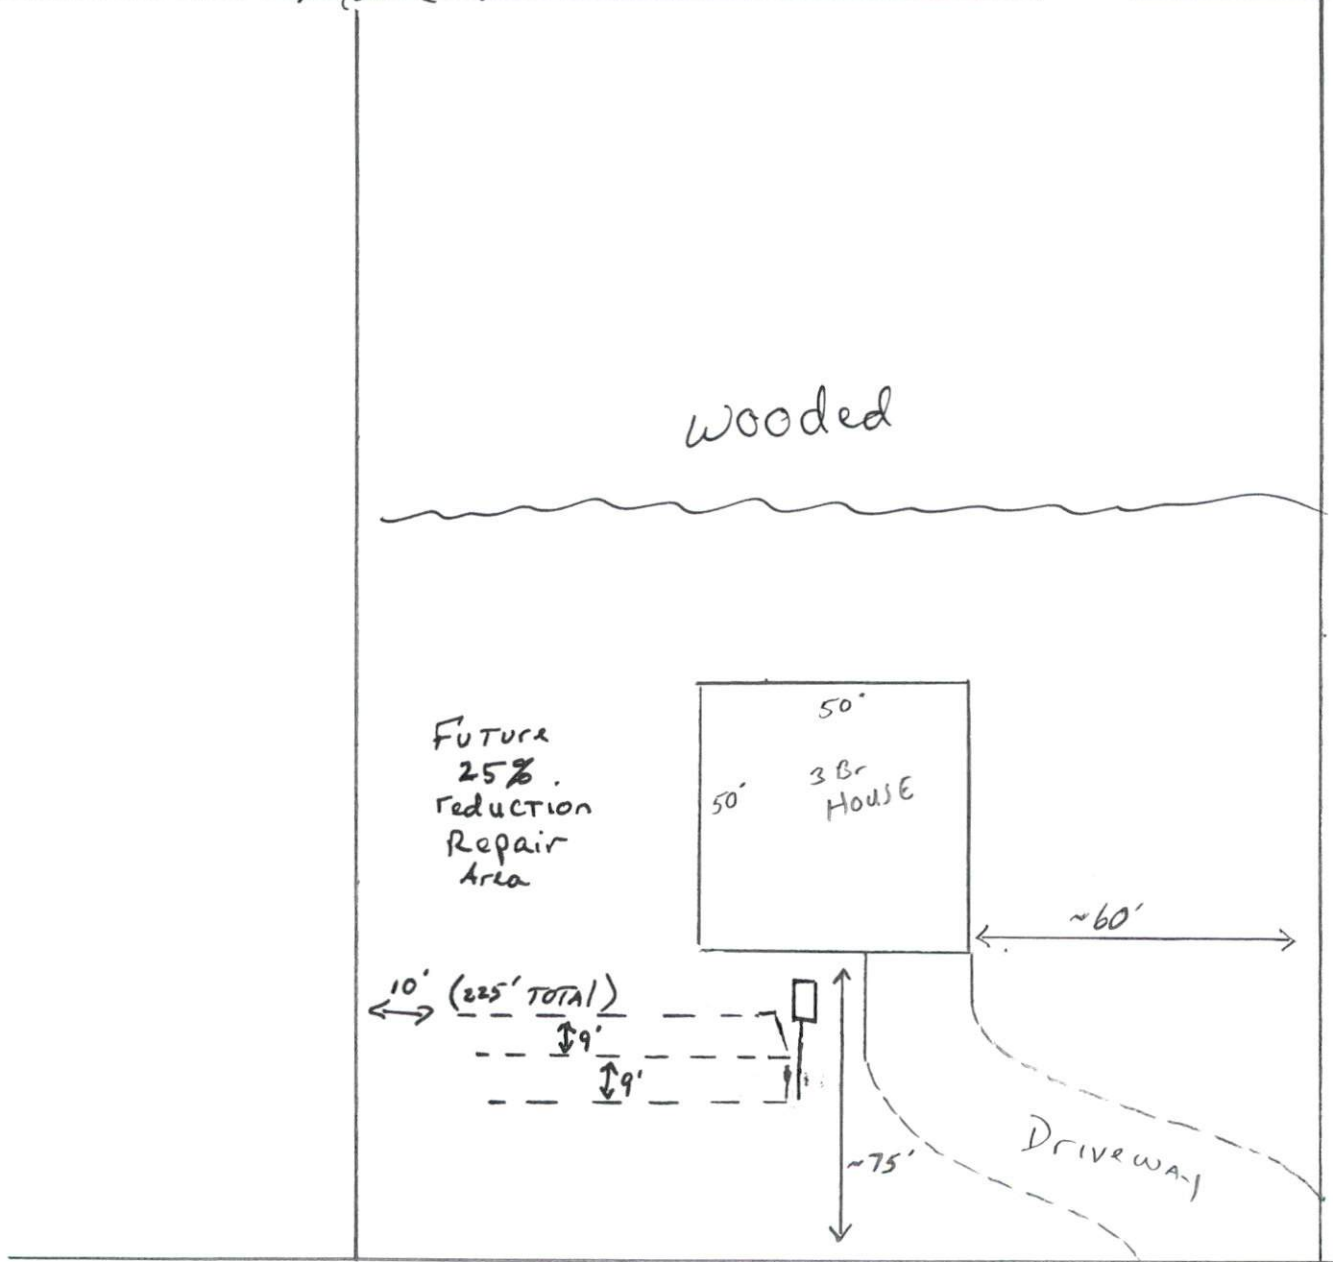 wooded
50'
3 Br
50'
HOUSE
FuTure
25%.
reducTion
Repair
Area
~60'
10'
(225' TOTAl)
9'
9'
~75'
Driveway